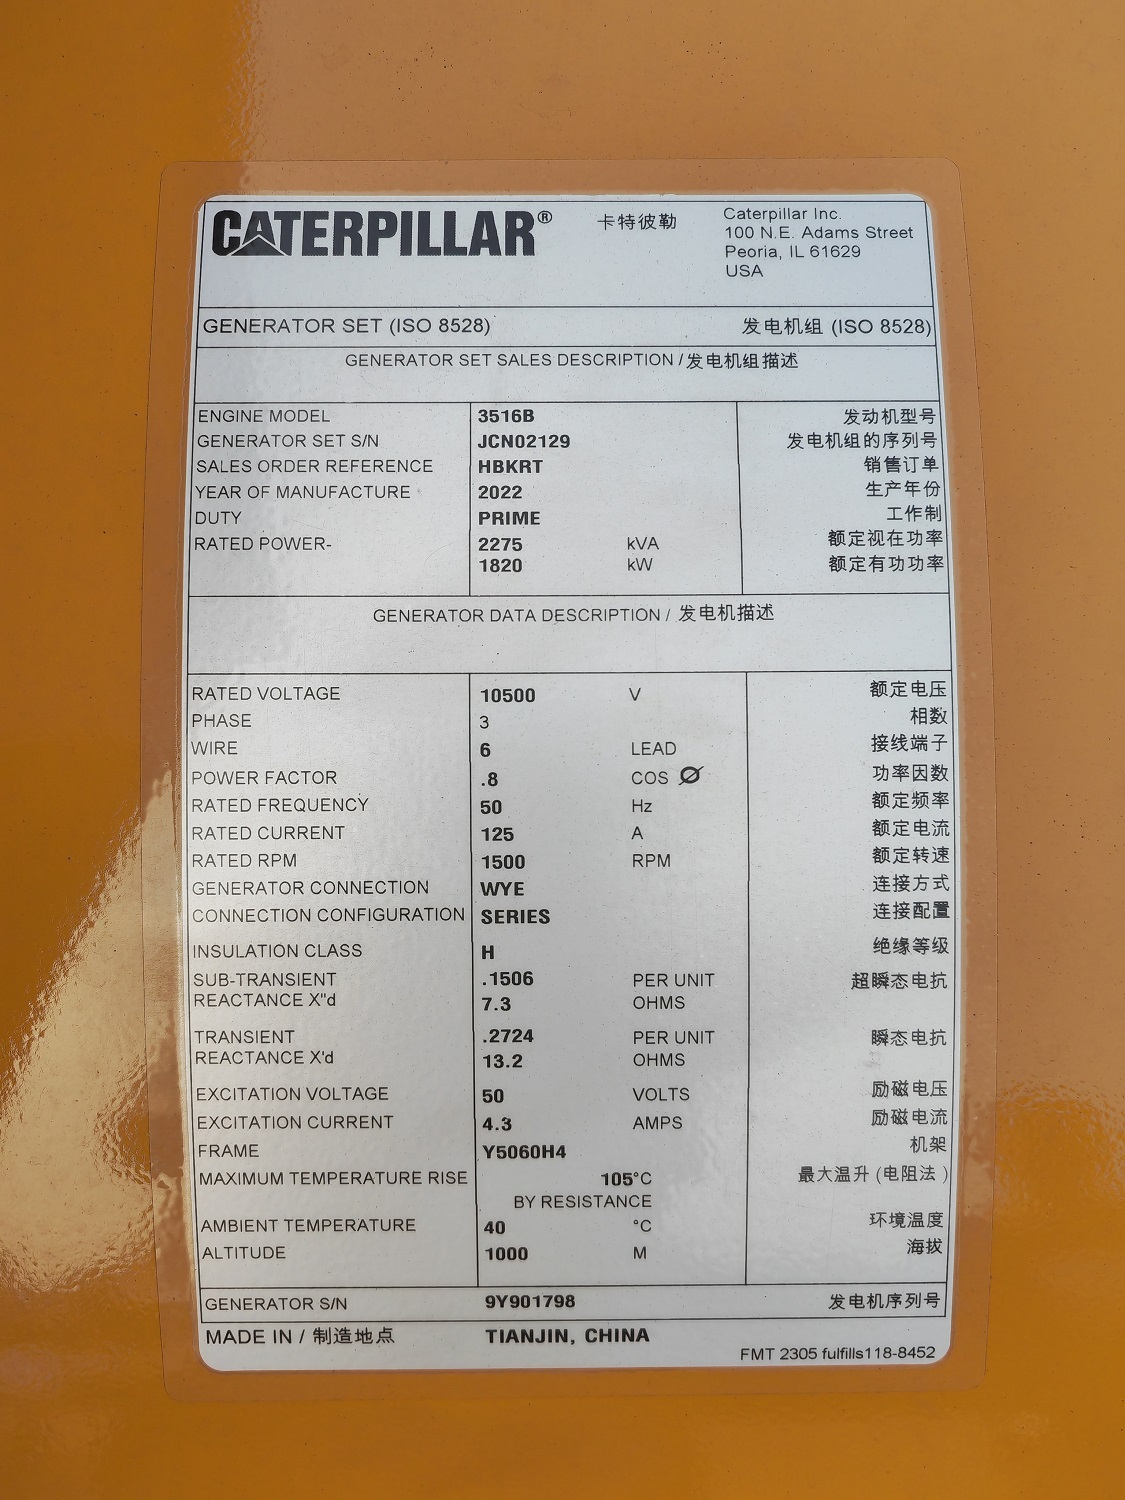 CATERPILLAR® 卡特彼勒 Caterpillar Inc.
100 N.E. Adams Street
Peoria, IL 61629
USA
GENERATOR SET (ISO 8528) 发电机组 (ISO 8528)
GENERATOR SET SALES DESCRIPTION / 发电机组描述
ENGINE MODEL 3516B 发动机型号
GENERATOR SET S/N JCN02129 发电机组的序列号
SALES ORDER REFERENCE HBKRT 销售订单
YEAR OF MANUFACTURE 2022 生产年份
DUTY PRIME 工作制
RATED POWER- 2275 kVA 额定视在功率
1820 kW 额定有功功率
GENERATOR DATA DESCRIPTION / 发电机描述
RATED VOLTAGE 10500 V 额定电压
PHASE 3 相数
WIRE 6 LEAD 接线端子
POWER FACTOR .8 COS Ø 功率因数
RATED FREQUENCY 50 Hz 额定频率
RATED CURRENT 125 A 额定电流
RATED RPM 1500 RPM 额定转速
GENERATOR CONNECTION WYE 连接方式
CONNECTION CONFIGURATION SERIES 连接配置
INSULATION CLASS H 绝缘等级
SUB-TRANSIENT .1506 PER UNIT 超瞬态电抗
REACTANCE X"d 7.3 OHMS
TRANSIENT .2724 PER UNIT 瞬态电抗
REACTANCE X'd 13.2 OHMS
EXCITATION VOLTAGE 50 VOLTS 励磁电压
EXCITATION CURRENT 4.3 AMPS 励磁电流
FRAME Y5060H4 机架
MAXIMUM TEMPERATURE RISE 105°C 最大温升 (电阻法)
BY RESISTANCE
AMBIENT TEMPERATURE 40 °C 环境温度
ALTITUDE 1000 M 海拔
GENERATOR S/N 9Y901798 发电机序列号
MADE IN / 制造地点 TIANJIN, CHINA
FMT 2305 fulfills118-8452